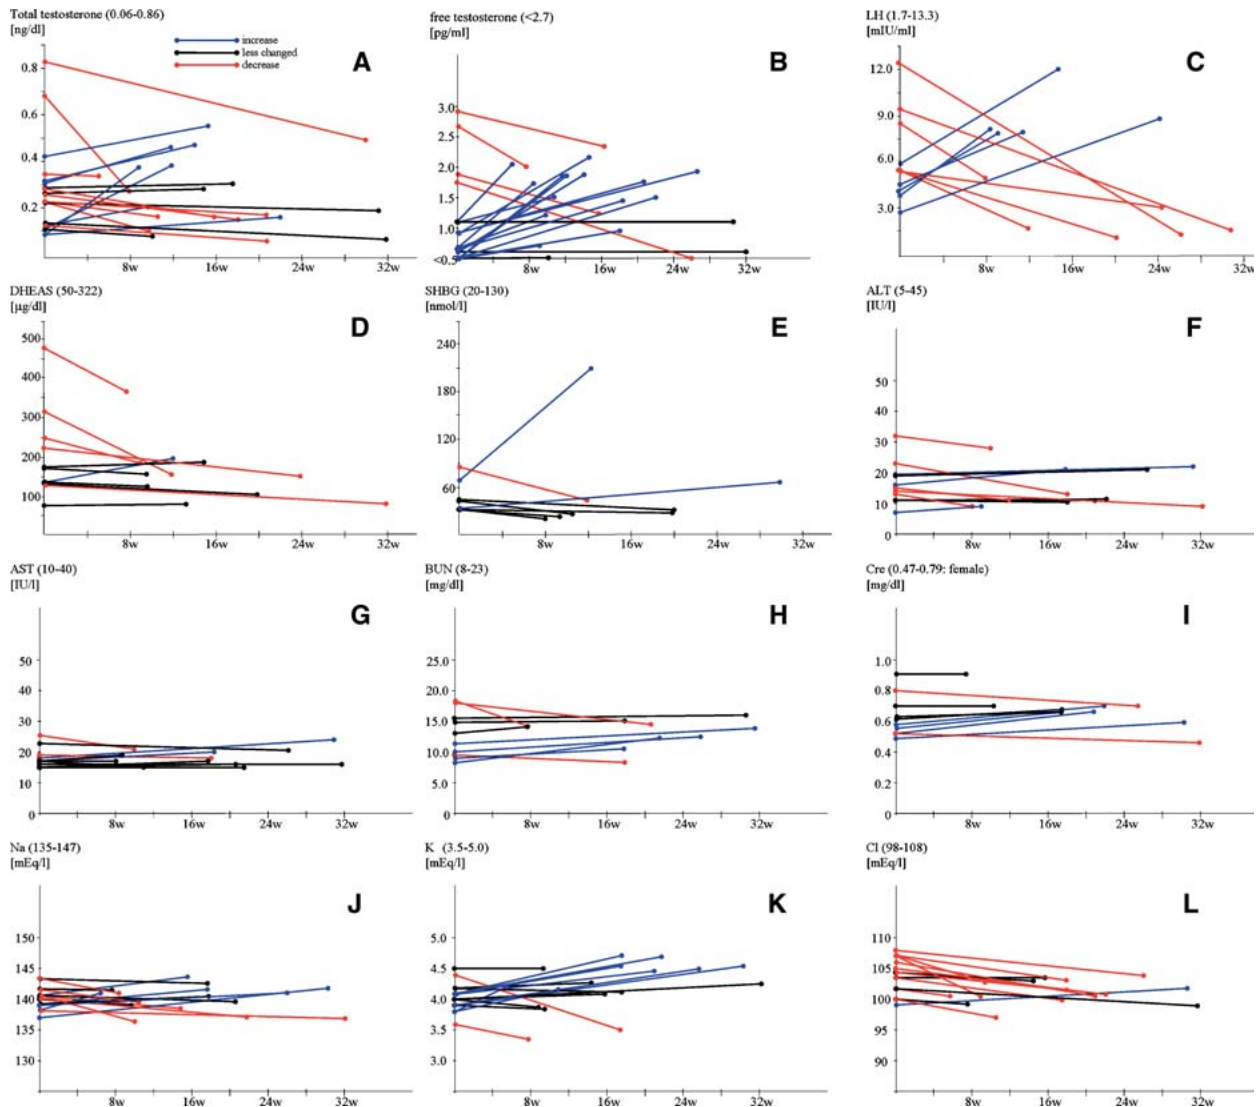 Total testosterone (0.06-0.86)
[ng/dl]
increase
less changed
decrease
A
0.8
0.6
0.4
0.2
8w 16w 24w 32w
free testosterone (<2.7)
[pg/ml]
B
3.0
2.5
2.0
1.5
1.0
<0.5
8w 16w 24w 32w
LH (1.7-13.3)
[mIU/ml]
C
12.0
9.0
6.0
3.0
8w 16w 24w 32w
DHEAS (50-322)
[µg/dl]
D
500
400
300
200
100
8w 16w 24w 32w
SHBG (20-130)
[nmol/l]
E
240
180
120
60
8w 16w 24w 32w
ALT (5-45)
[IU/l]
F
50
40
30
20
10
0
8w 16w 24w 32w
AST (10-40)
[IU/l]
G
50
40
30
20
10
0
8w 16w 24w 32w
BUN (8-23)
[mg/dl]
H
25.0
20.0
15.0
10.0
5.0
0
8w 16w 24w 32w
Cre (0.47-0.79: female)
[mg/dl]
I
1.0
0.8
0.6
0.4
0.2
0
8w 16w 24w 32w
Na (135-147)
[mEq/l]
J
150
145
140
135
130
8w 16w 24w 32w
K (3.5-5.0)
[mEq/l]
K
5.0
4.5
4.0
3.5
3.0
8w 16w 24w 32w
Cl (98-108)
[mEq/l]
L
110
105
100
95
90
8w 16w 24w 32w